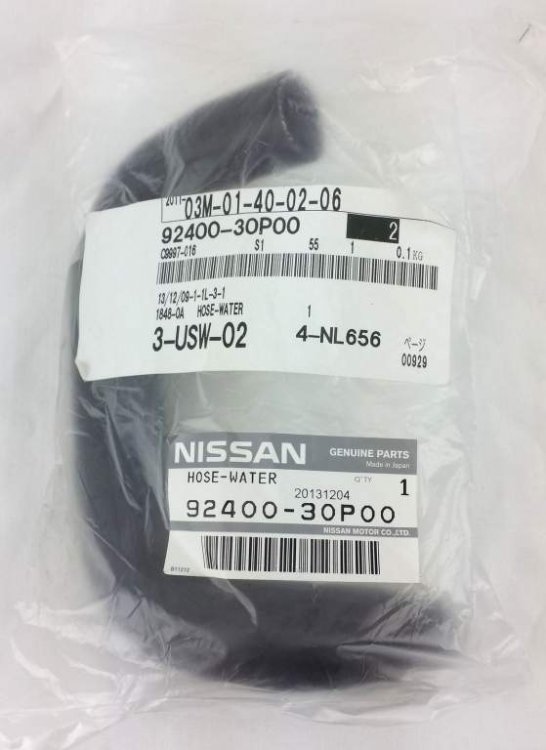 2011- 03M-01-40-02-06
92400-30P00 2
C9997-016 S1 55 1 0.1KG
13/12/09-1-1L-3-1
1848-0A HOSE-WATER 1
3-USW-02 4-NL656 ページ
00929
NISSAN GENUINE PARTS
Made in Japan
HOSE-WATER Q'TY 1
20131204
92400-30P00
NISSAN MOTOR CO.,LTD.